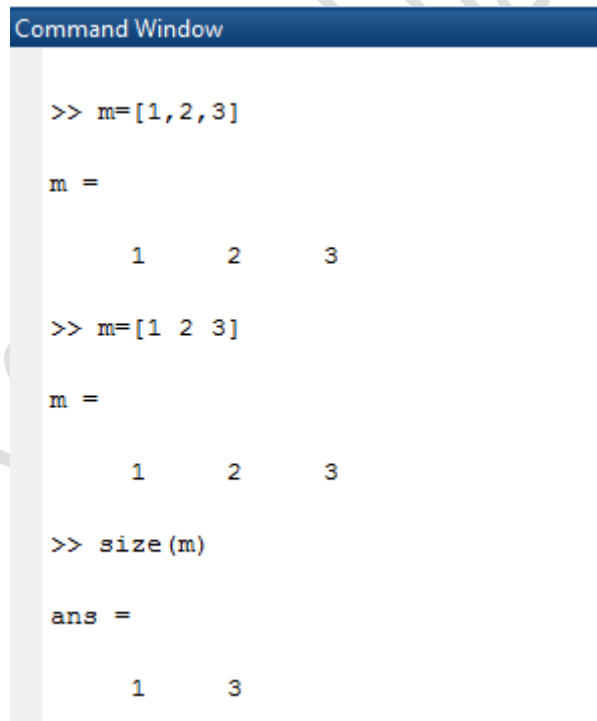 Command Window
>> m=[1,2,3]
m =
1 2 3
>> m=[1 2 3]
m =
1 2 3
>> size(m)
ans =
1 3